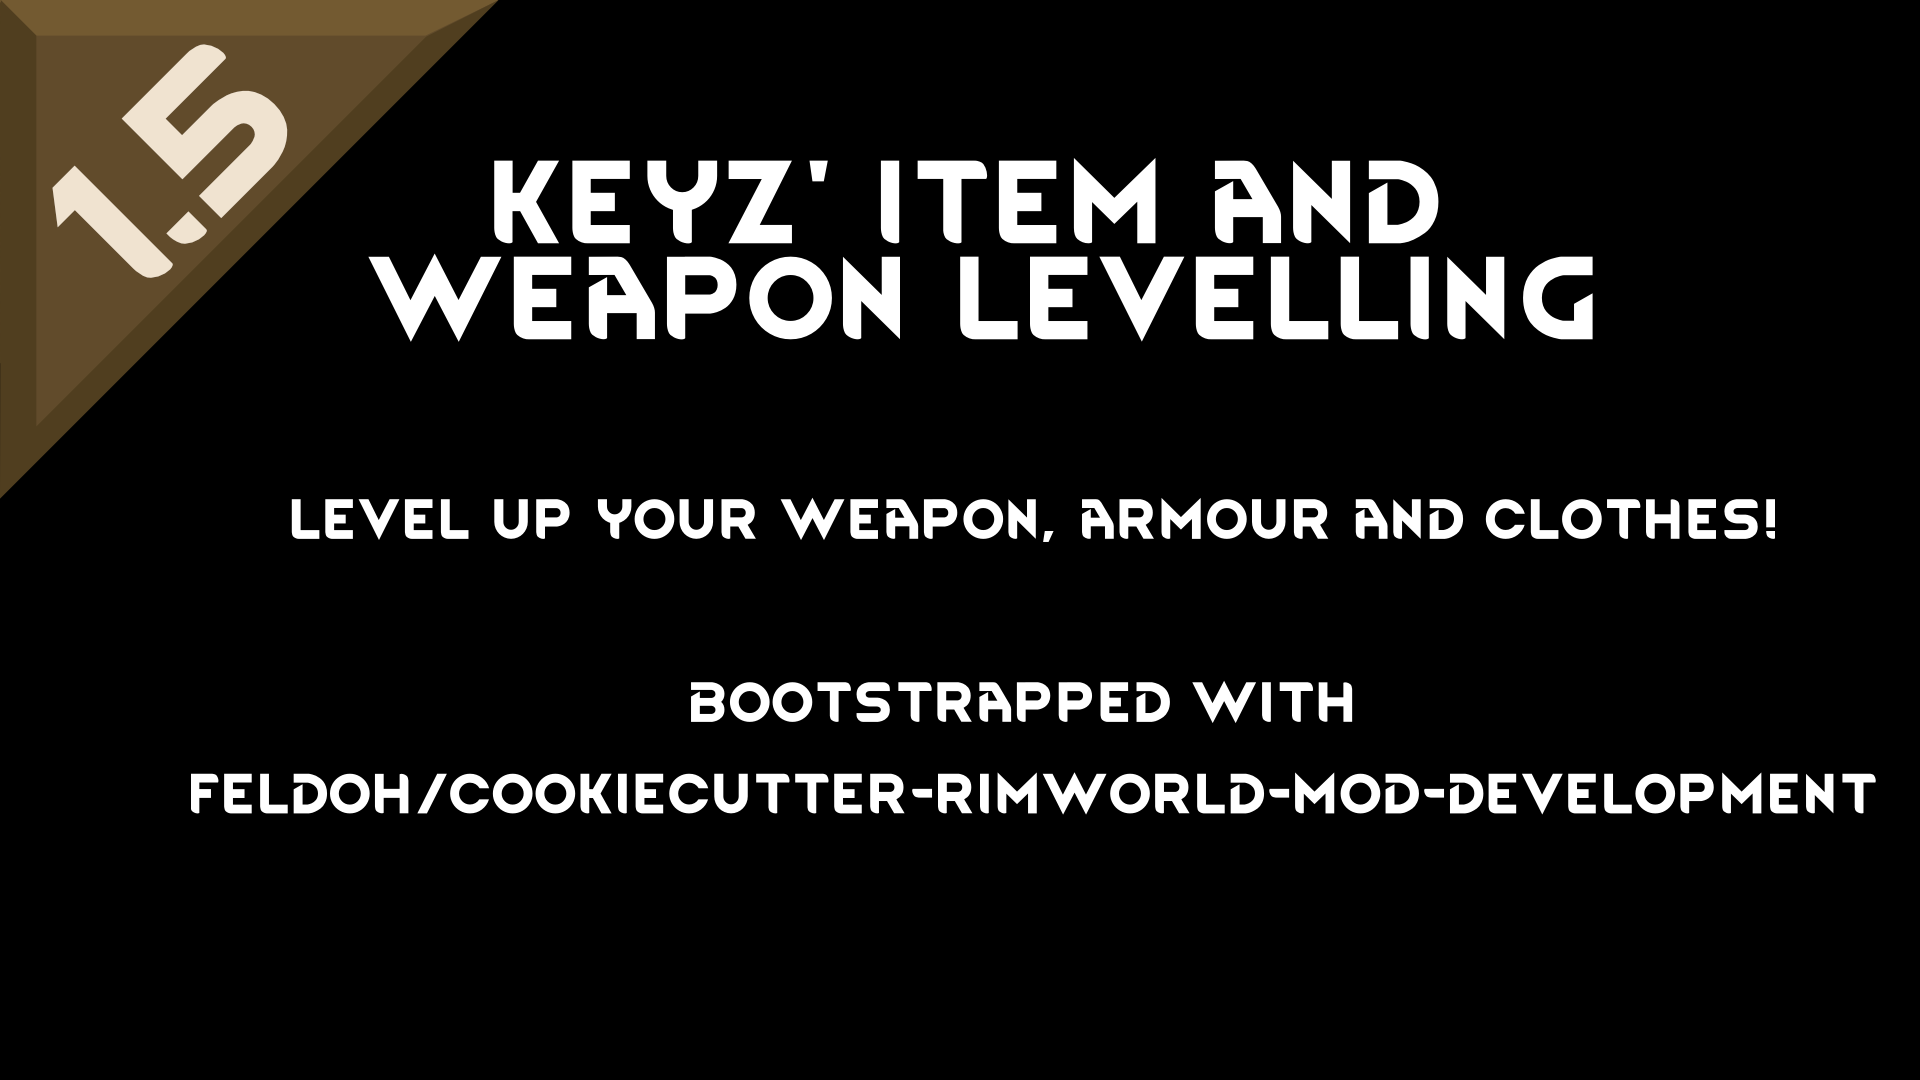 1.5
KEYZ' ITEM AND
WEAPON LEVELLING
LEVEL UP YOUR WEAPON, ARMOUR AND CLOTHES!
BOOTSTRAPPED WITH
FELDOH/COOKIECUTTER-RIMWORLD-MOD-DEVELOPMENT